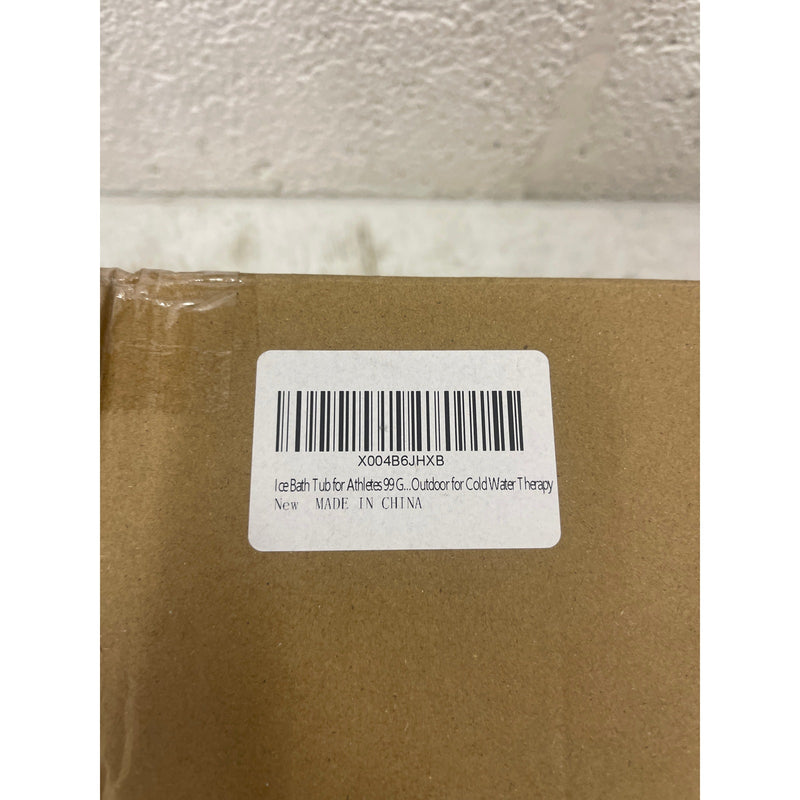 X004B6JHXB
Ice Bath Tub for Athletes 99 G...Outdoor for Cold Water Therapy
New MADE IN CHINA